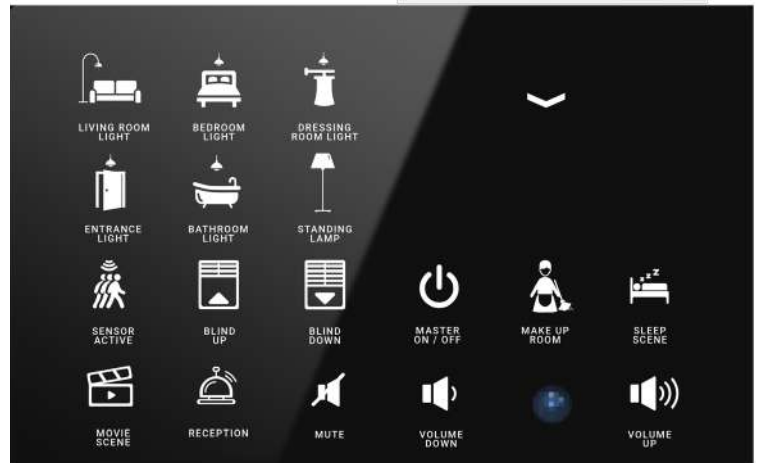 LIVING ROOM
LIGHT
BEDROOM
LIGHT
DRESSING
ROOM LIGHT
ENTRANCE
LIGHT
BATHROOM
LIGHT
STANDING
LAMP
SENSOR
ACTIVE
BLIND
UP
BLIND
DOWN
MASTER
ON / OFF
MAKE UP
ROOM
z z Z
SLEEP
SCENE
MOVIE
SCENE
RECEPTION
MUTE
VOLUME
DOWN
VOLUME
UP